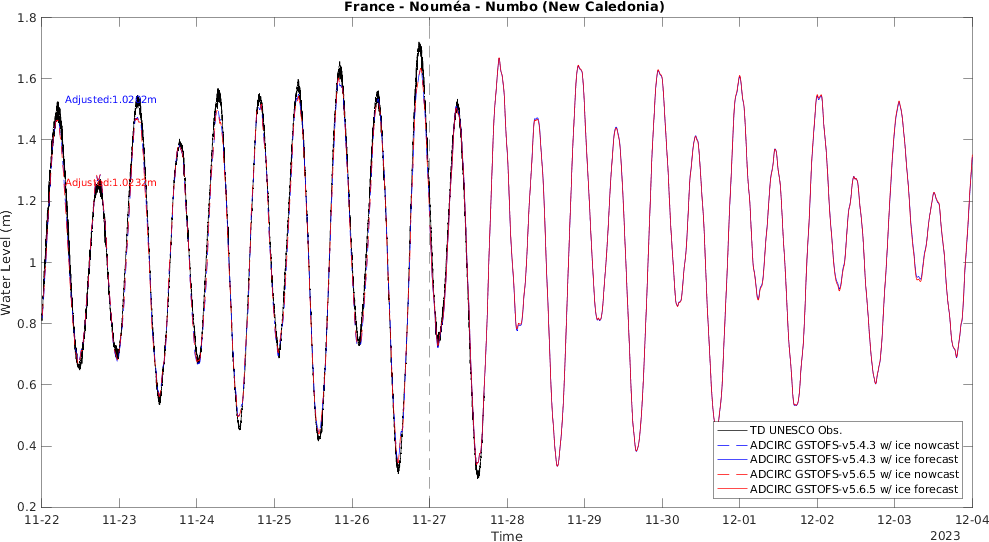 France - Nouméa - Numbo (New Caledonia)
Water Level (m)
1.8
1.6
1.4
1.2
1
0.8
0.6
0.4
0.2
Adjusted:1.0232m
TD UNESCO Obs.
ADCIRC GSTOFS-v5.4.3 w/ ice nowcast
ADCIRC GSTOFS-v5.4.3 w/ ice forecast
ADCIRC GSTOFS-v5.6.5 w/ ice nowcast
ADCIRC GSTOFS-v5.6.5 w/ ice forecast
11-22 11-23 11-24 11-25 11-26 11-27 11-28 11-29 11-30 12-01 12-02 12-03 12-04
Time
2023